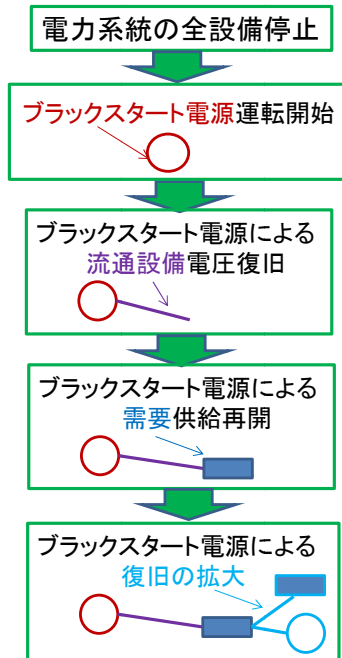 電力系統の全設備停止
ブラックスタート電源運転開始
ブラックスタート電源による
流通設備電圧復旧
ブラックスタート電源による
需要供給再開
ブラックスタート電源による
復旧の拡大